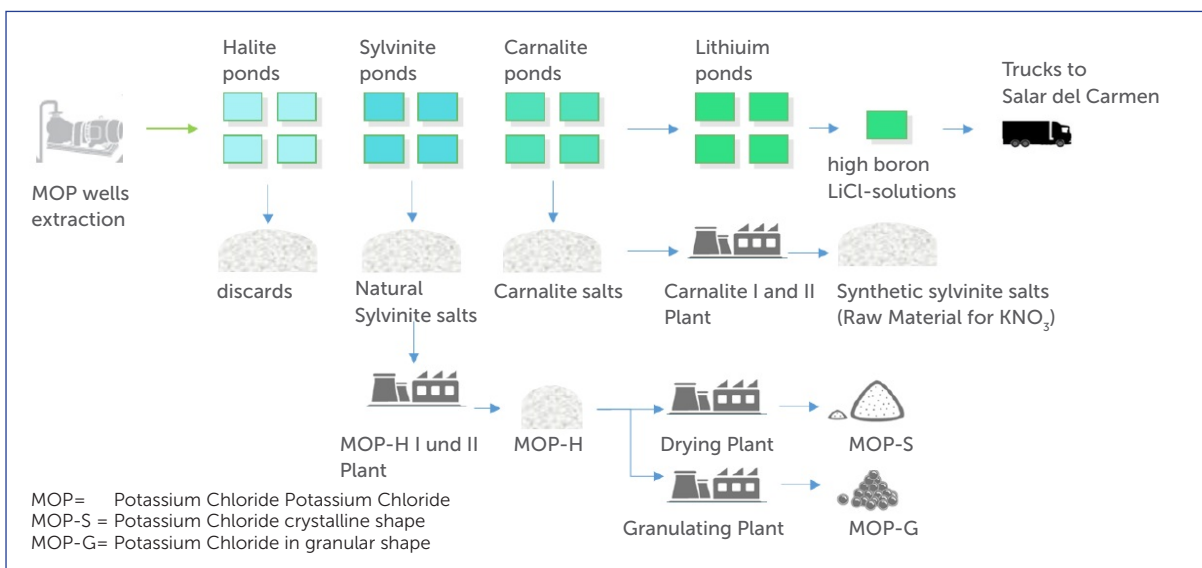 Halite
ponds
Sylvinite
ponds
Carnalite
ponds
Lithuim
ponds
Trucks to
Salar del Carmen
MOP wells
extraction
high boron
LiCl-solutions
discards
Natural
Sylvinite salts
Carnalite salts
Carnalite I and II
Plant
Synthetic sylvinite salts
(Raw Material for KNO₃)
MOP-H I und II
Plant
MOP-H
Drying Plant
MOP-S
Granulating Plant
MOP-G
MOP= Potassium Chloride Potassium Chloride
MOP-S = Potassium Chloride crystalline shape
MOP-G= Potassium Chloride in granular shape